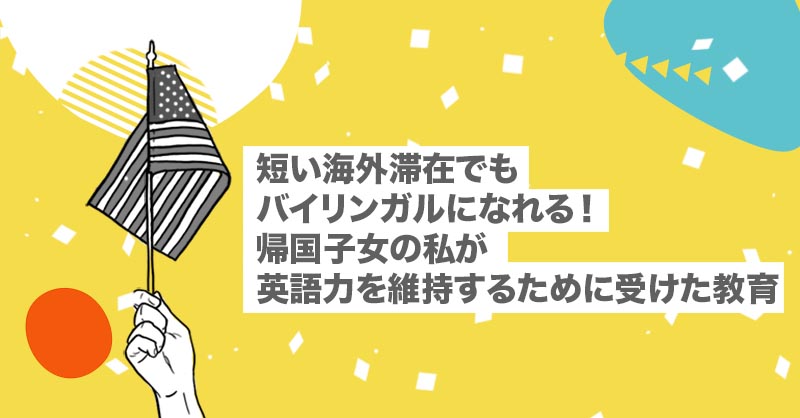 短い海外滞在でも
バイリンガルになれる！
帰国子女の私が
英語力を維持するために受けた教育